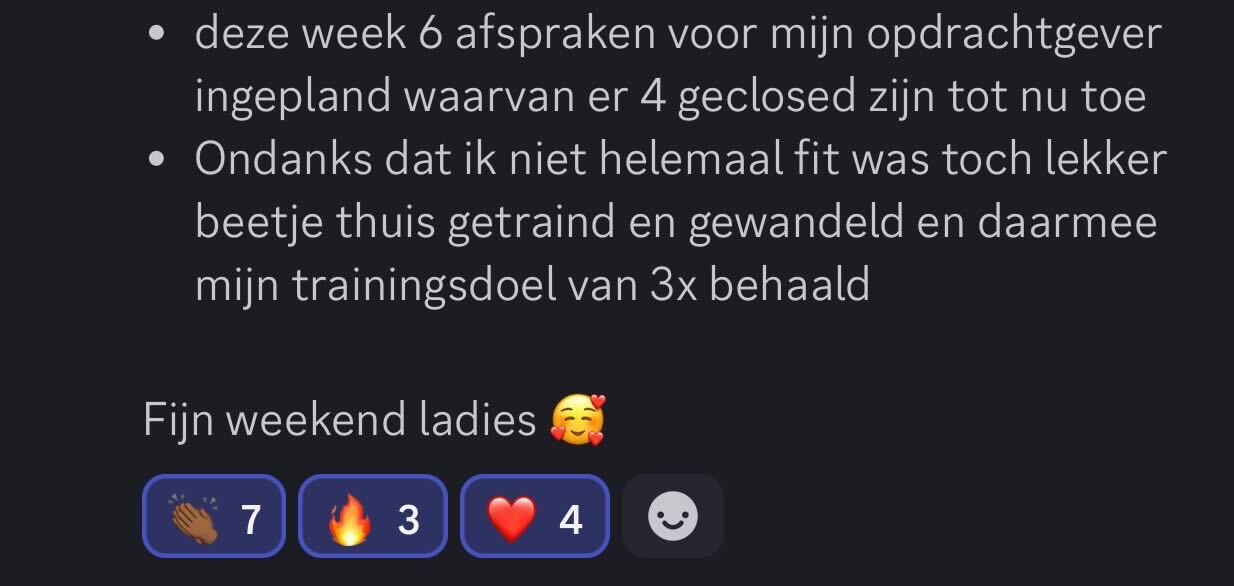 • deze week 6 afspraken voor mijn opdrachtgever
ingepland waarvan er 4 geclosed zijn tot nu toe
• Ondanks dat ik niet helemaal fit was toch lekker
beetje thuis getraind en gewandeld en daarmee
mijn trainingsdoel van 3x behaald
Fijn weekend ladies 🥰
👏🏾 7 🔥 3 ❤️ 4